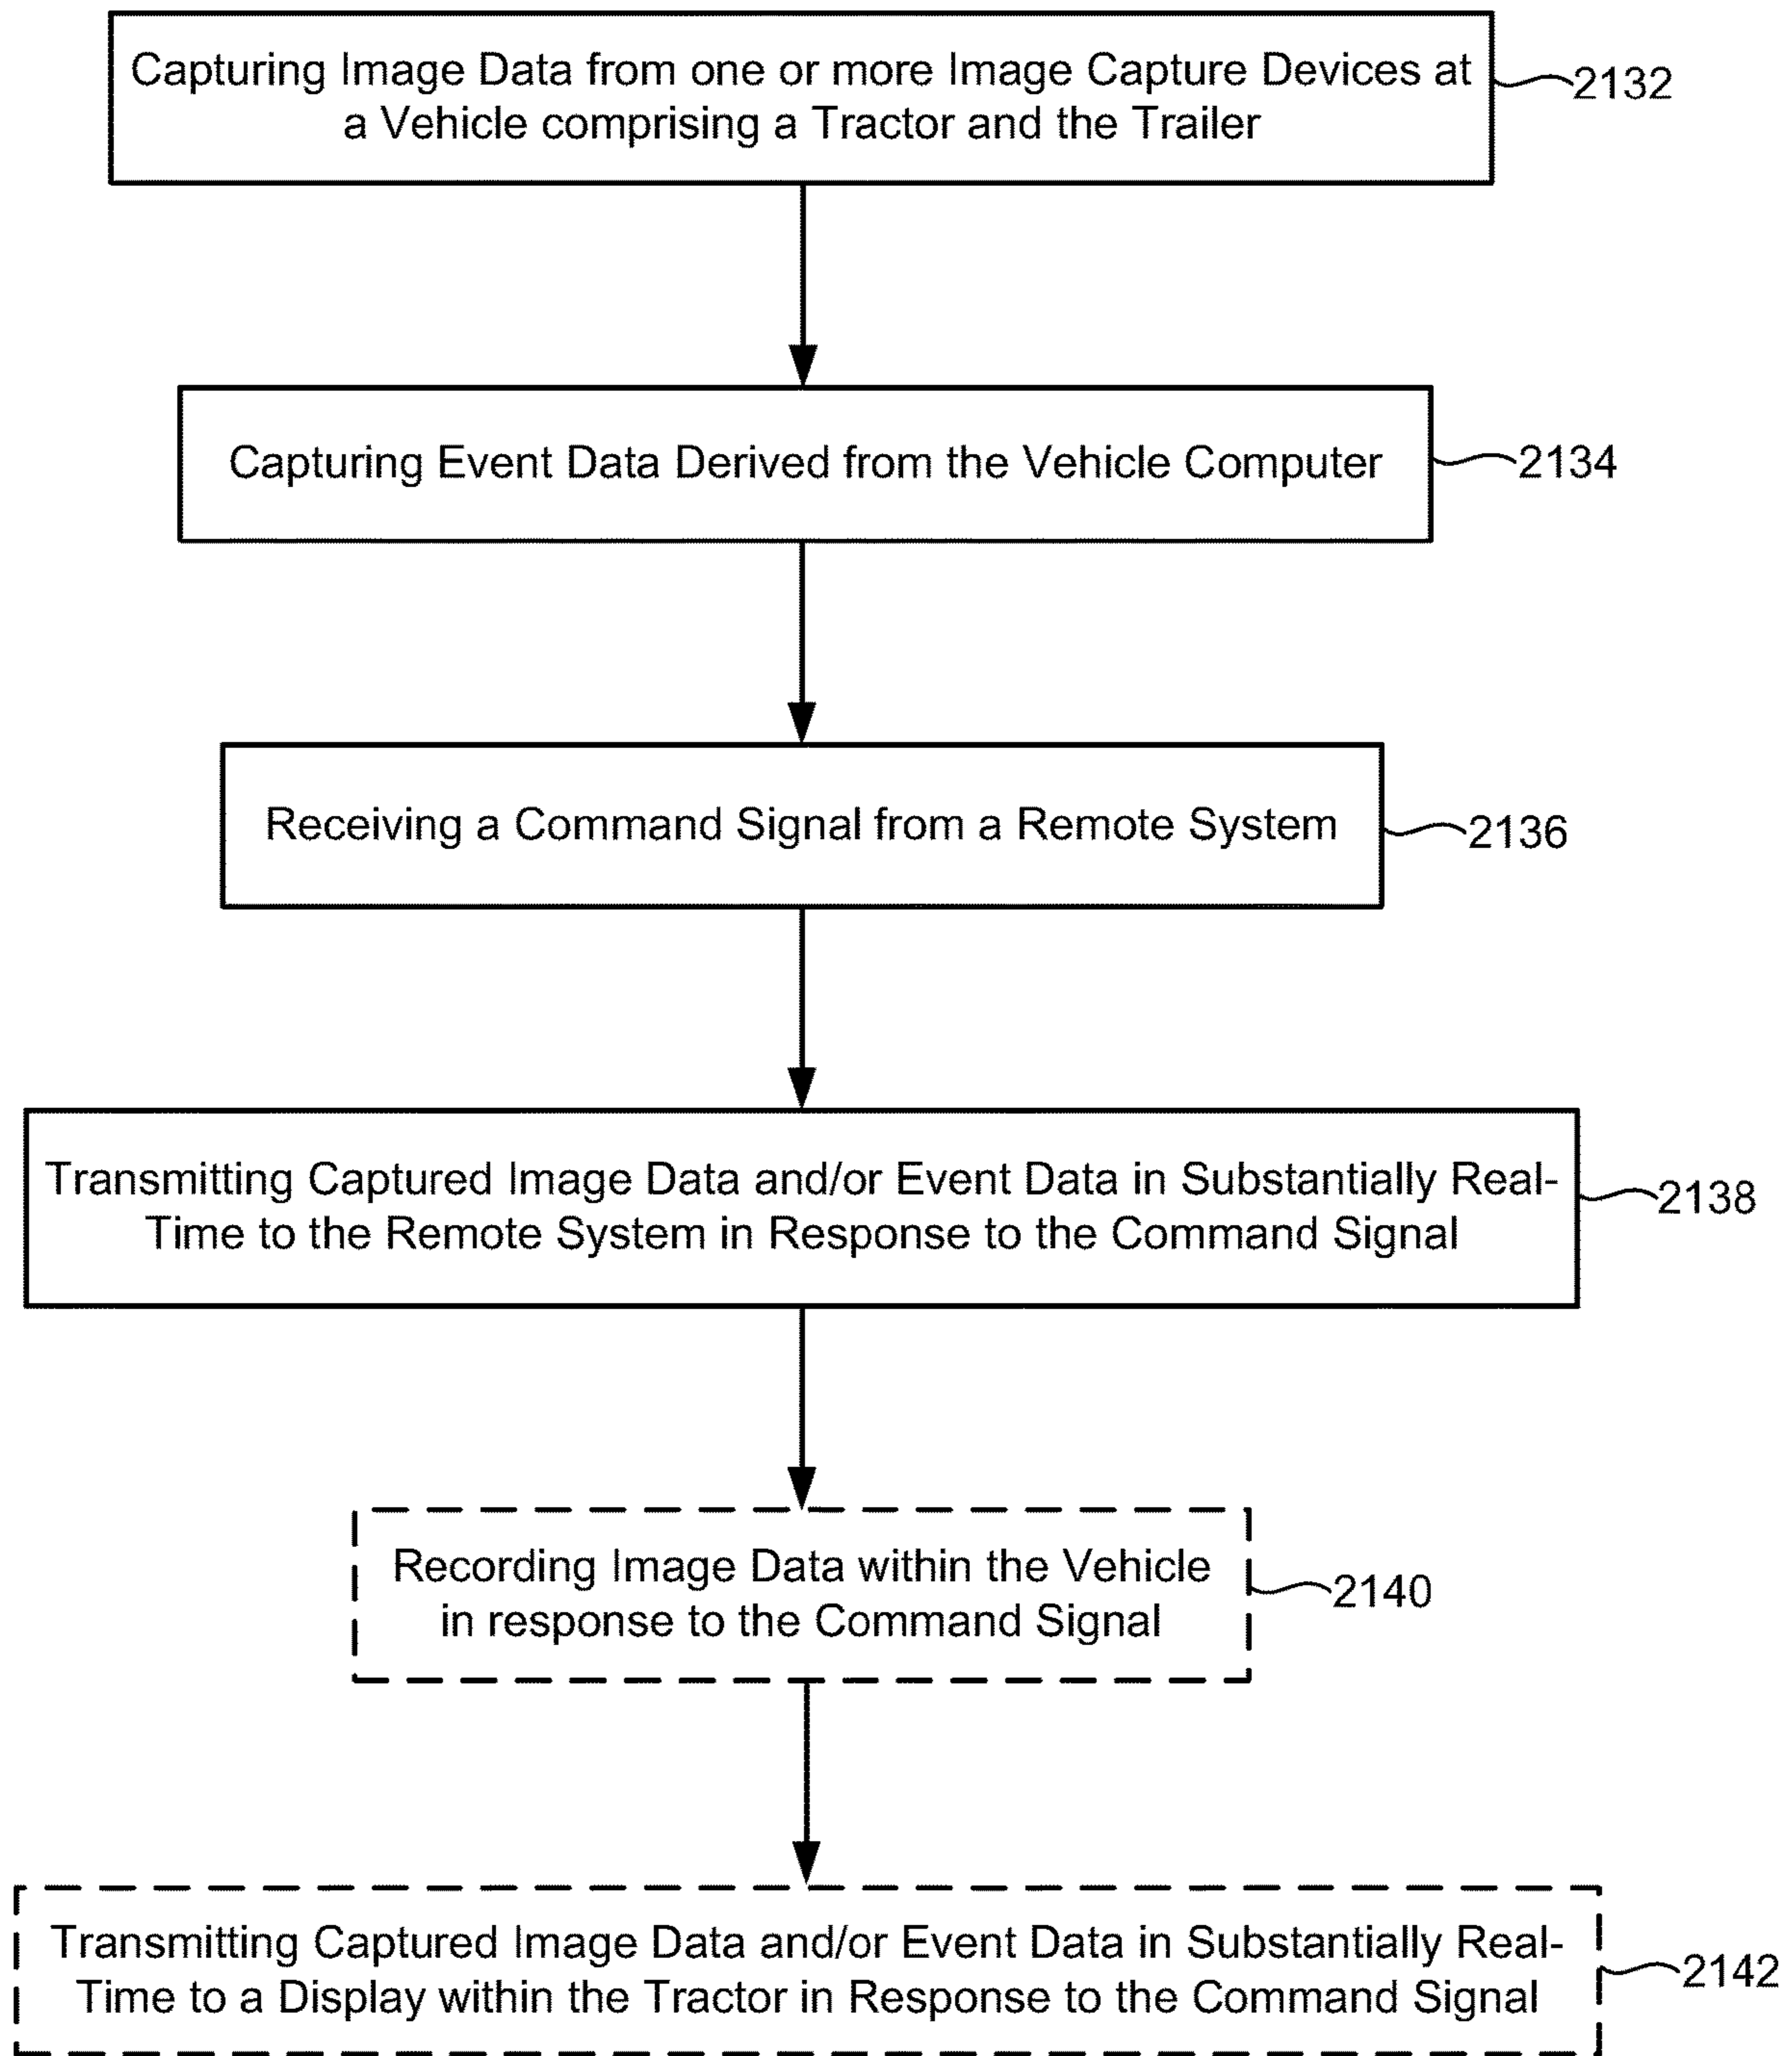 Capturing Image Data from one or more Image Capture Devices at
a Vehicle comprising a Tractor and the Trailer
2132
Capturing Event Data Derived from the Vehicle Computer
2134
Receiving a Command Signal from a Remote System
2136
Transmitting Captured Image Data and/or Event Data in Substantially Real-
Time to the Remote System in Response to the Command Signal
2138
Recording Image Data within the Vehicle
in response to the Command Signal
2140
Transmitting Captured Image Data and/or Event Data in Substantially Real-
Time to a Display within the Tractor in Response to the Command Signal
2142